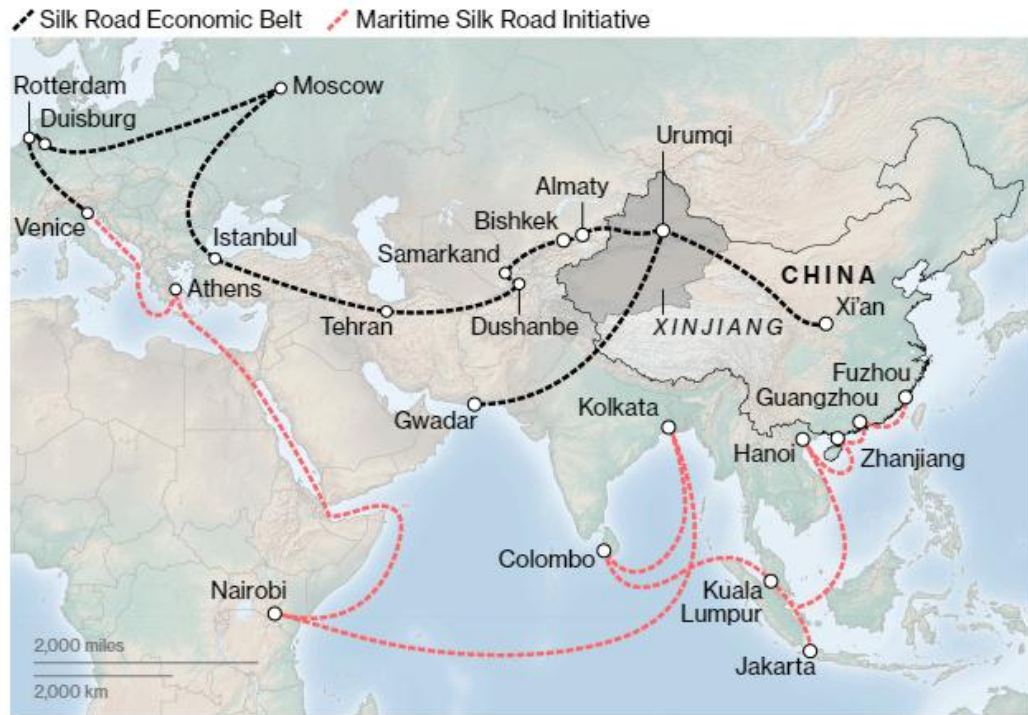 Silk Road Economic Belt
Maritime Silk Road Initiative
Rotterdam
Duisburg
Moscow
Urumqi
Almaty
Bishkek
Venice
Istanbul
Samarkand
CHINA
Athens
Xi'an
Tehran
Dushanbe
XINJIANG
Fuzhou
Guangzhou
Gwadar
Kolkata
Hanoi
Zhanjiang
Colombo
Nairobi
Kuala
Lumpur
2,000 miles
Jakarta
2,000 km